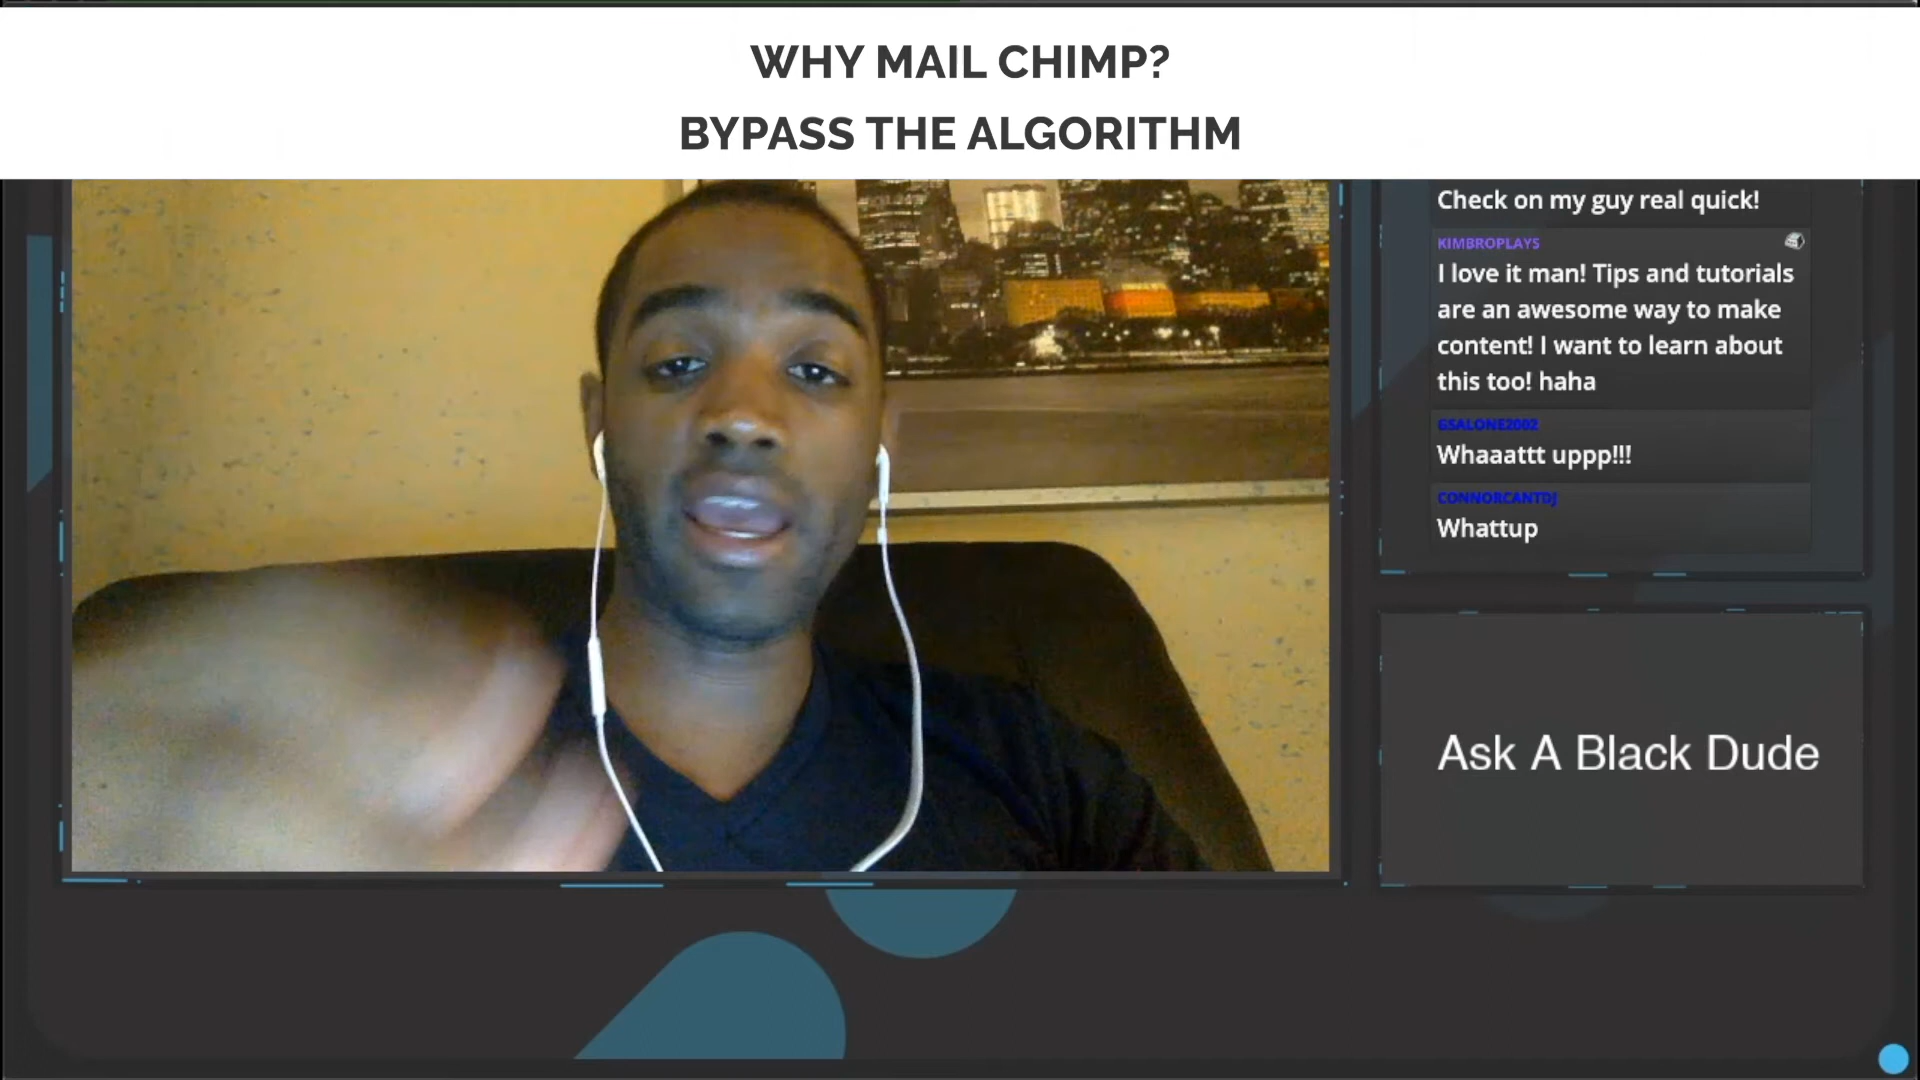 WHY MAIL CHIMP?
BYPASS THE ALGORITHM
Check on my guy real quick!
KIMBROPLAYS
I love it man! Tips and tutorials
are an awesome way to make
content! I want to learn about
this too! haha
GSALONE2002
Whaaattt uppp!!!
CONNORCANTDJ
Whattup
Ask A Black Dude